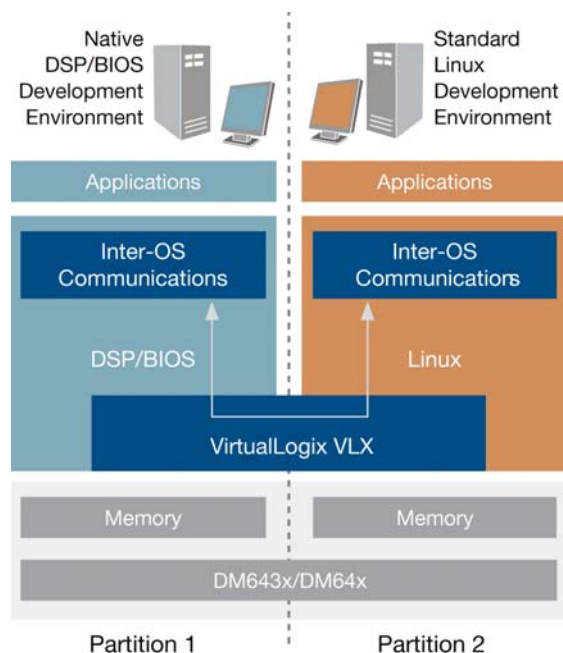 Native
DSP/BIOS
Development
Environment
Standard
Linux
Development
Environment
Applications
Applications
Inter-OS
Communications
Inter-OS
Communications
DSP/BIOS
Linux
VirtualLogix VLX
Memory
Memory
DM643x/DM64x
Partition 1
Partition 2